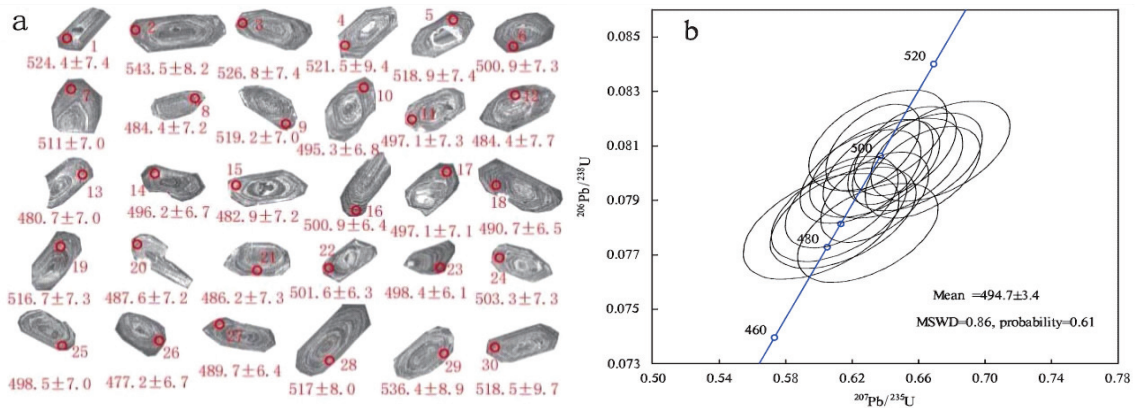 a
1 2 3 4 5 6
524.4±7.4 543.5±8.2 526.8±7.4 521.5±9.4 518.9±7.4 500.9±7.3
7 8 9 10 11 12
511±7.0 484.4±7.2 519.2±7.0 495.3±6.8 497.1±7.3 484.4±7.7
13 14 15 16 17 18
480.7±7.0 496.2±6.7 482.9±7.2 500.9±6.4 497.1±7.1 490.7±6.5
19 20 21 22 23 24
516.7±7.3 487.6±7.2 486.2±7.3 501.6±6.3 498.4±6.1 503.3±7.3
25 26 27 28 29 30
498.5±7.0 477.2±6.7 489.7±6.4 517±8.0 536.4±8.9 518.5±9.7
b
0.085
0.083
0.081
0.079
0.077
0.075
0.073
²⁰⁶Pb/²³⁸U
520
500
480
460
Mean =494.7±3.4
MSWD=0.86, probability=0.61
0.50 0.54 0.58 0.62 0.66 0.70 0.74 0.78
²⁰⁷Pb/²³⁵U